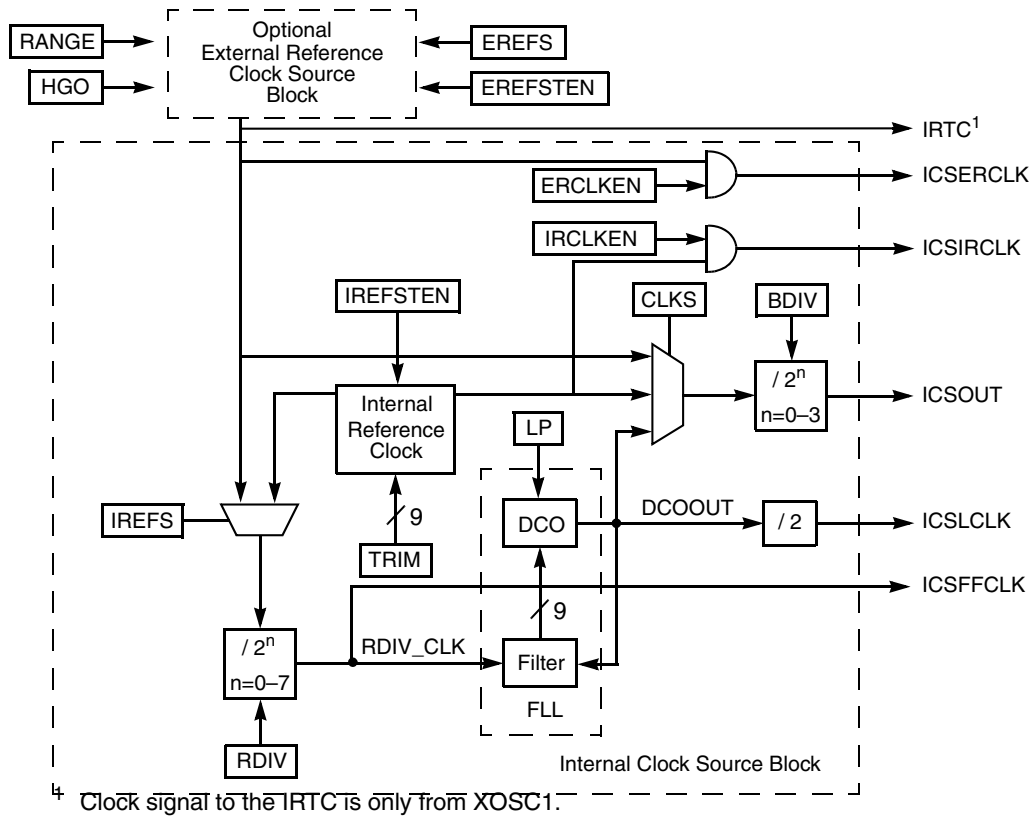 Optional
External Reference
Clock Source
Block
RANGE
HGO
EREFS
EREFSTEN
IRTC1
ERCLKEN
ICSERCLK
IRCLKEN
ICSIRCLK
IREFSTEN
CLKS
BDIV
/ 2n
n=0–3
ICSOUT
Internal
Reference
Clock
LP
IREFS
9
TRIM
DCO
DCOOUT
/ 2
ICSLCLK
ICSFFCLK
9
/ 2n
n=0–7
RDIV_CLK
Filter
FLL
RDIV
Internal Clock Source Block
1 Clock signal to the IRTC is only from XOSC1.